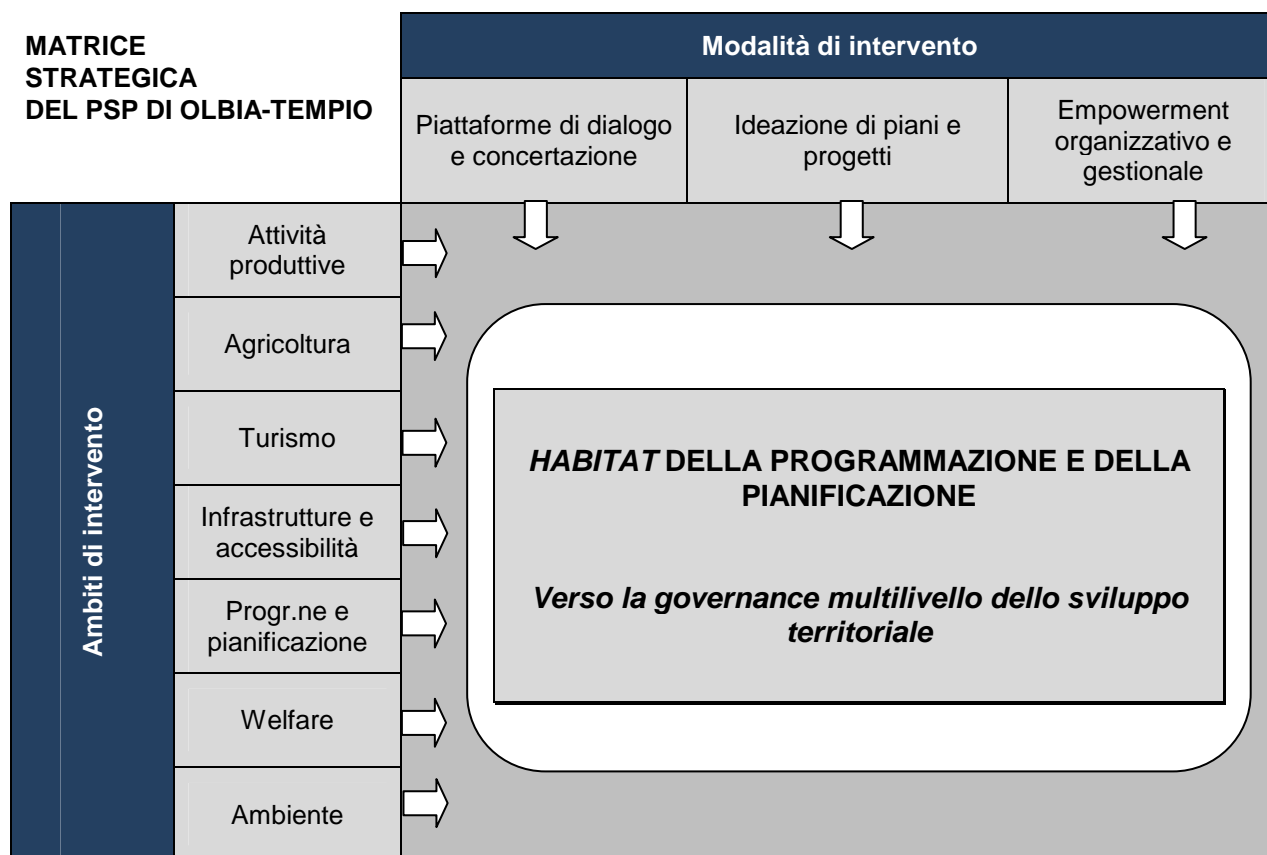 MATRICE
STRATEGICA
DEL PSP DI OLBIA-TEMPIO
Modalità di intervento
Piattaforme di dialogo
e concertazione
Ideazione di piani e
progetti
Empowerment
organizzativo e
gestionale
Ambiti di intervento
Attività
produttive
Agricoltura
Turismo
Infrastrutture e
accessibilità
Progr.ne e
pianificazione
Welfare
Ambiente
HABITAT DELLA PROGRAMMAZIONE E DELLA
PIANIFICAZIONE
Verso la governance multilivello dello sviluppo
territoriale